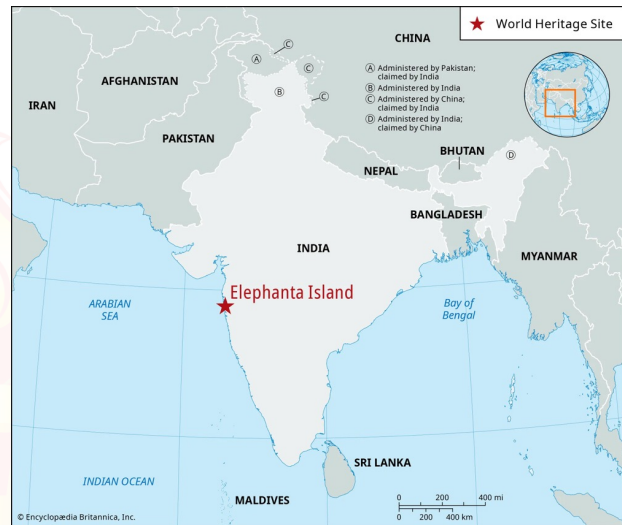 ★ World Heritage Site
CHINA
Ⓐ Administered by Pakistan;
claimed by India
Ⓑ Administered by India
Ⓒ Administered by China;
claimed by India
Ⓓ Administered by India;
claimed by China
Ⓒ
Ⓐ
Ⓒ
Ⓑ
Ⓒ
AFGHANISTAN
IRAN
PAKISTAN
BHUTAN
Ⓓ
NEPAL
BANGLADESH
INDIA
MYANMAR
Elephanta Island
ARABIAN
SEA
Bay of
Bengal
SRI LANKA
INDIAN OCEAN
MALDIVES
0 200 400 mi
0 200 400 km
© Encyclopædia Britannica, Inc.